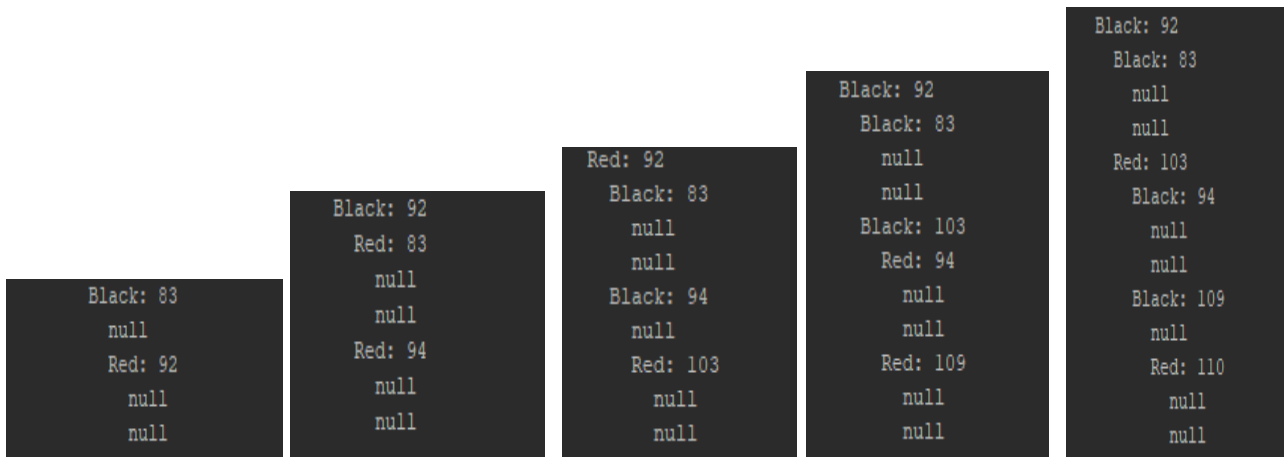 Black: 83
null
Red: 92
null
null
Black: 92
Red: 83
null
null
Red: 94
null
null
Red: 92
Black: 83
null
null
Black: 94
null
Red: 103
null
null
Black: 92
Black: 83
null
null
Black: 103
Red: 94
null
null
Red: 109
null
null
Black: 92
Black: 83
null
null
Red: 103
Black: 94
null
null
Black: 109
null
Red: 110
null
null